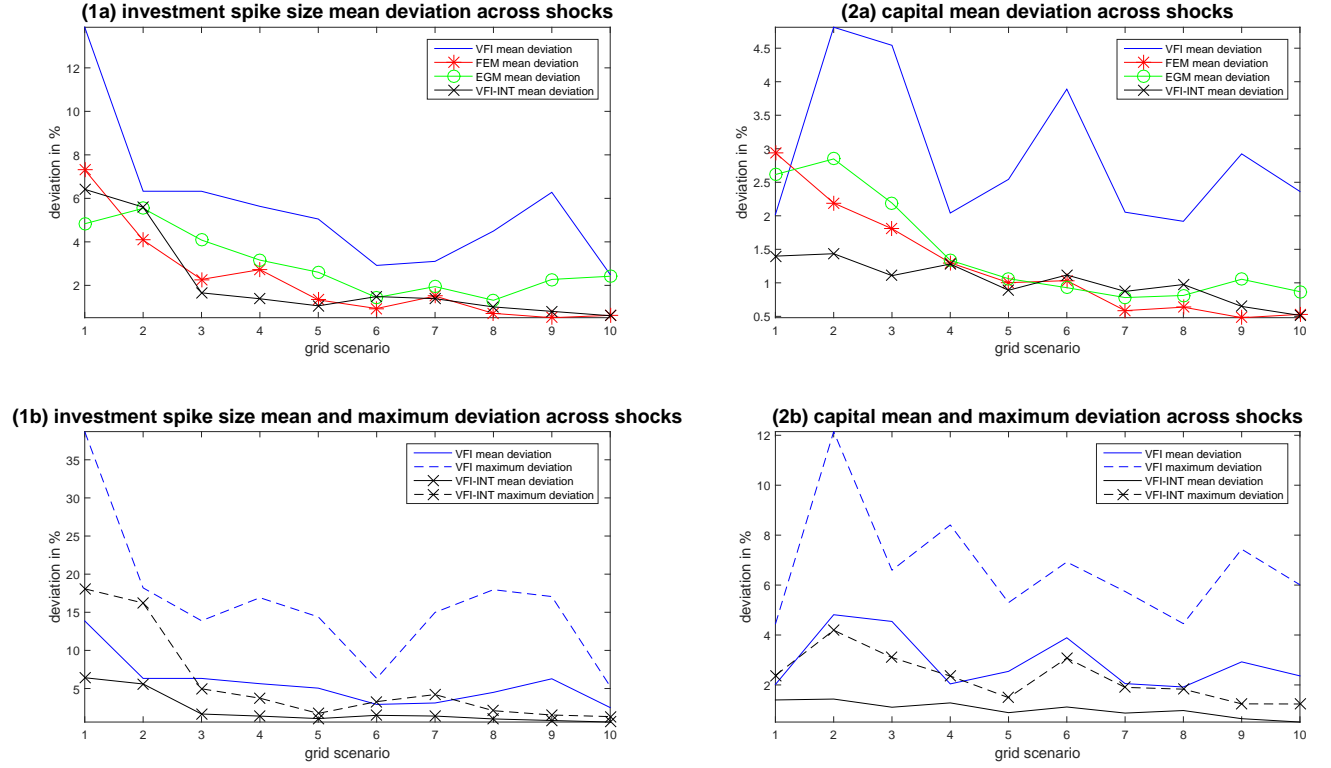 (1a) investment spike size mean deviation across shocks
VFI mean deviation
FEM mean deviation
EGM mean deviation
VFI-INT mean deviation
deviation in %
12
10
8
6
4
2
1 2 3 4 5 6 7 8 9 10
grid scenario
(2a) capital mean deviation across shocks
VFI mean deviation
FEM mean deviation
EGM mean deviation
VFI-INT mean deviation
deviation in %
4.5
4
3.5
3
2.5
2
1.5
1
0.5
1 2 3 4 5 6 7 8 9 10
grid scenario
(1b) investment spike size mean and maximum deviation across shocks
VFI mean deviation
VFI maximum deviation
VFI-INT mean deviation
VFI-INT maximum deviation
deviation in %
35
30
25
20
15
10
5
1 2 3 4 5 6 7 8 9 10
grid scenario
(2b) capital mean and maximum deviation across shocks
VFI mean deviation
VFI maximum deviation
VFI-INT mean deviation
VFI-INT maximum deviation
deviation in %
12
10
8
6
4
2
1 2 3 4 5 6 7 8 9 10
grid scenario